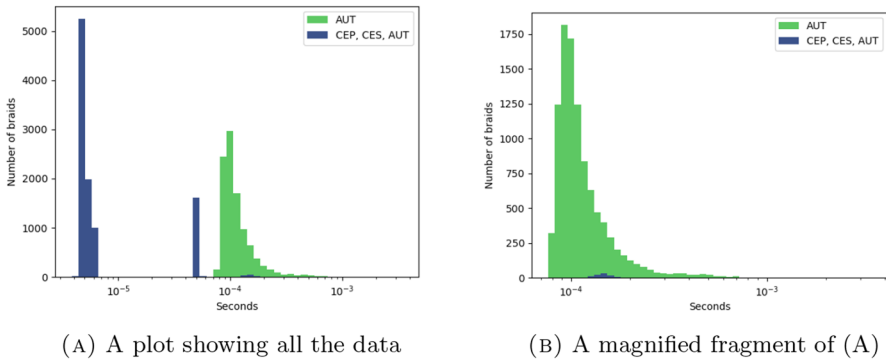 AUT
CEP, CES, AUT
5000
4000
3000
2000
1000
0
Number of braids
10⁻⁵
10⁻⁴
10⁻³
Seconds
(A) A plot showing all the data
AUT
CEP, CES, AUT
1750
1500
1250
1000
750
500
250
0
Number of braids
10⁻⁴
10⁻³
Seconds
(B) A magnified fragment of (A)